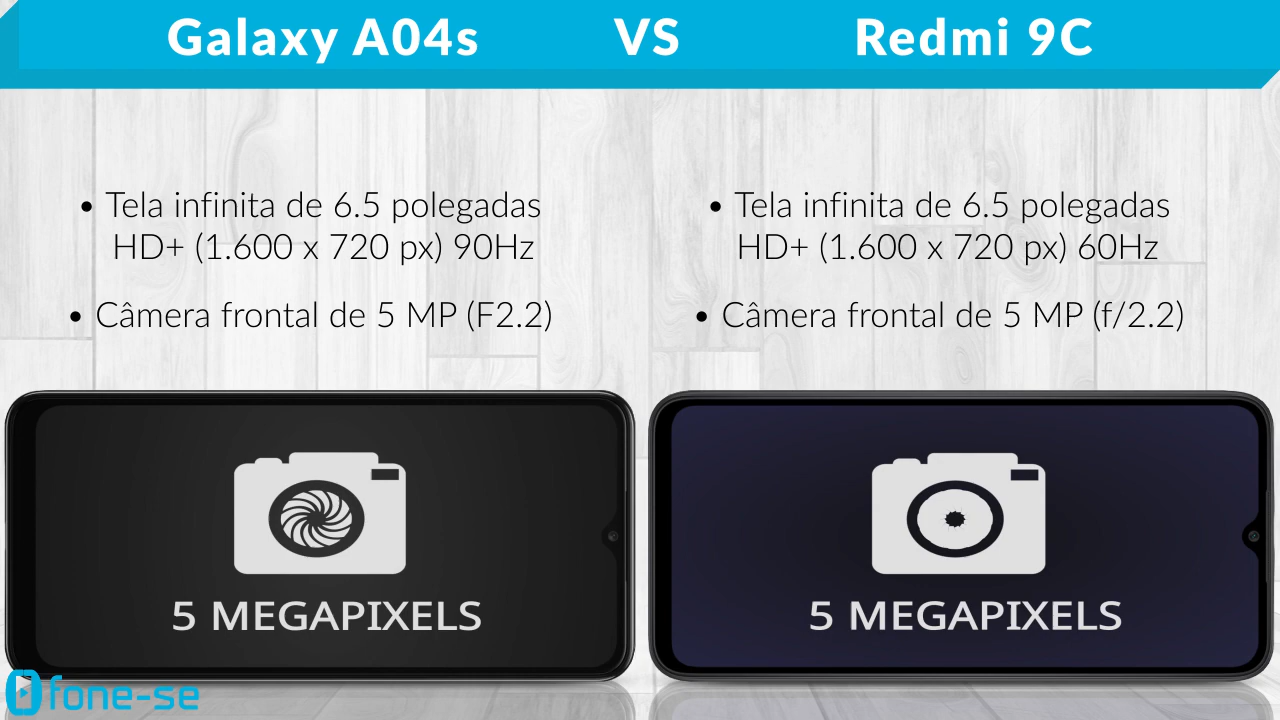 Galaxy A04s VS Redmi 9C
• Tela infinita de 6.5 polegadas
HD+ (1.600 x 720 px) 90Hz
• Câmera frontal de 5 MP (F2.2)
• Tela infinita de 6.5 polegadas
HD+ (1.600 x 720 px) 60Hz
• Câmera frontal de 5 MP (f/2.2)
5 MEGAPIXELS
5 MEGAPIXELS
fone-se